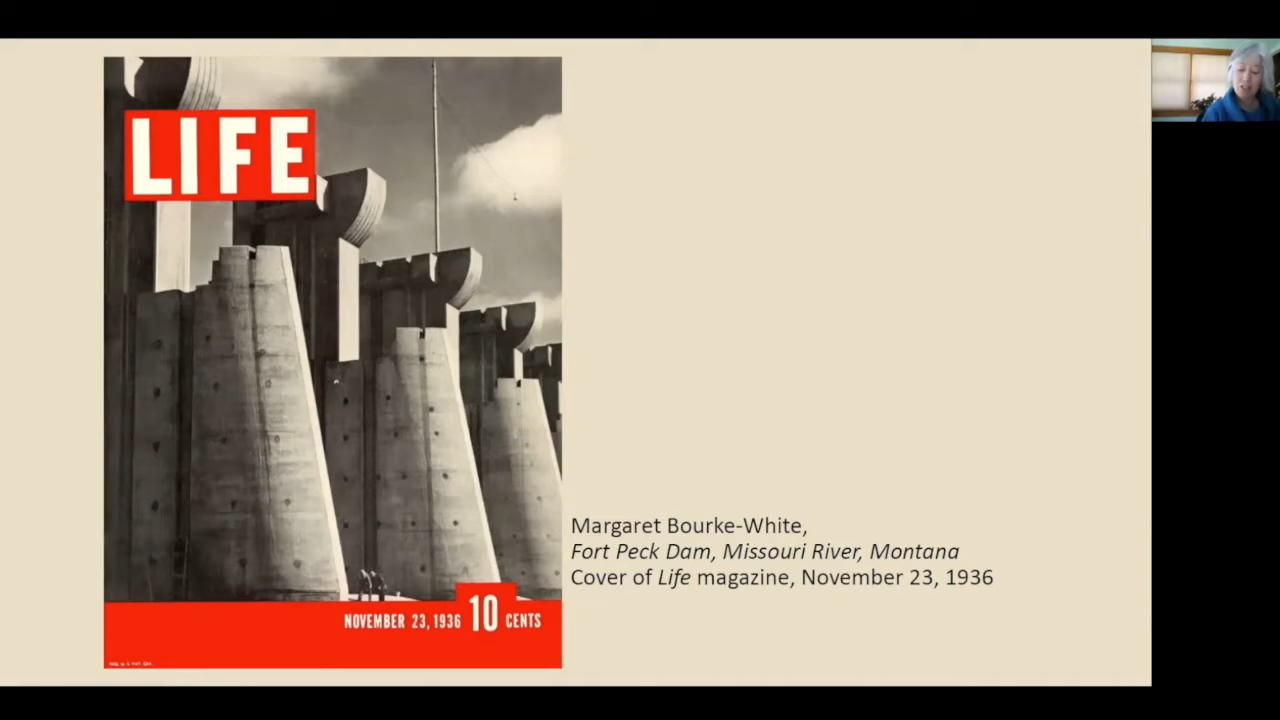 LIFE
NOVEMBER 23, 1936 10 CENTS
Margaret Bourke-White,
Fort Peck Dam, Missouri River, Montana
Cover of Life magazine, November 23, 1936